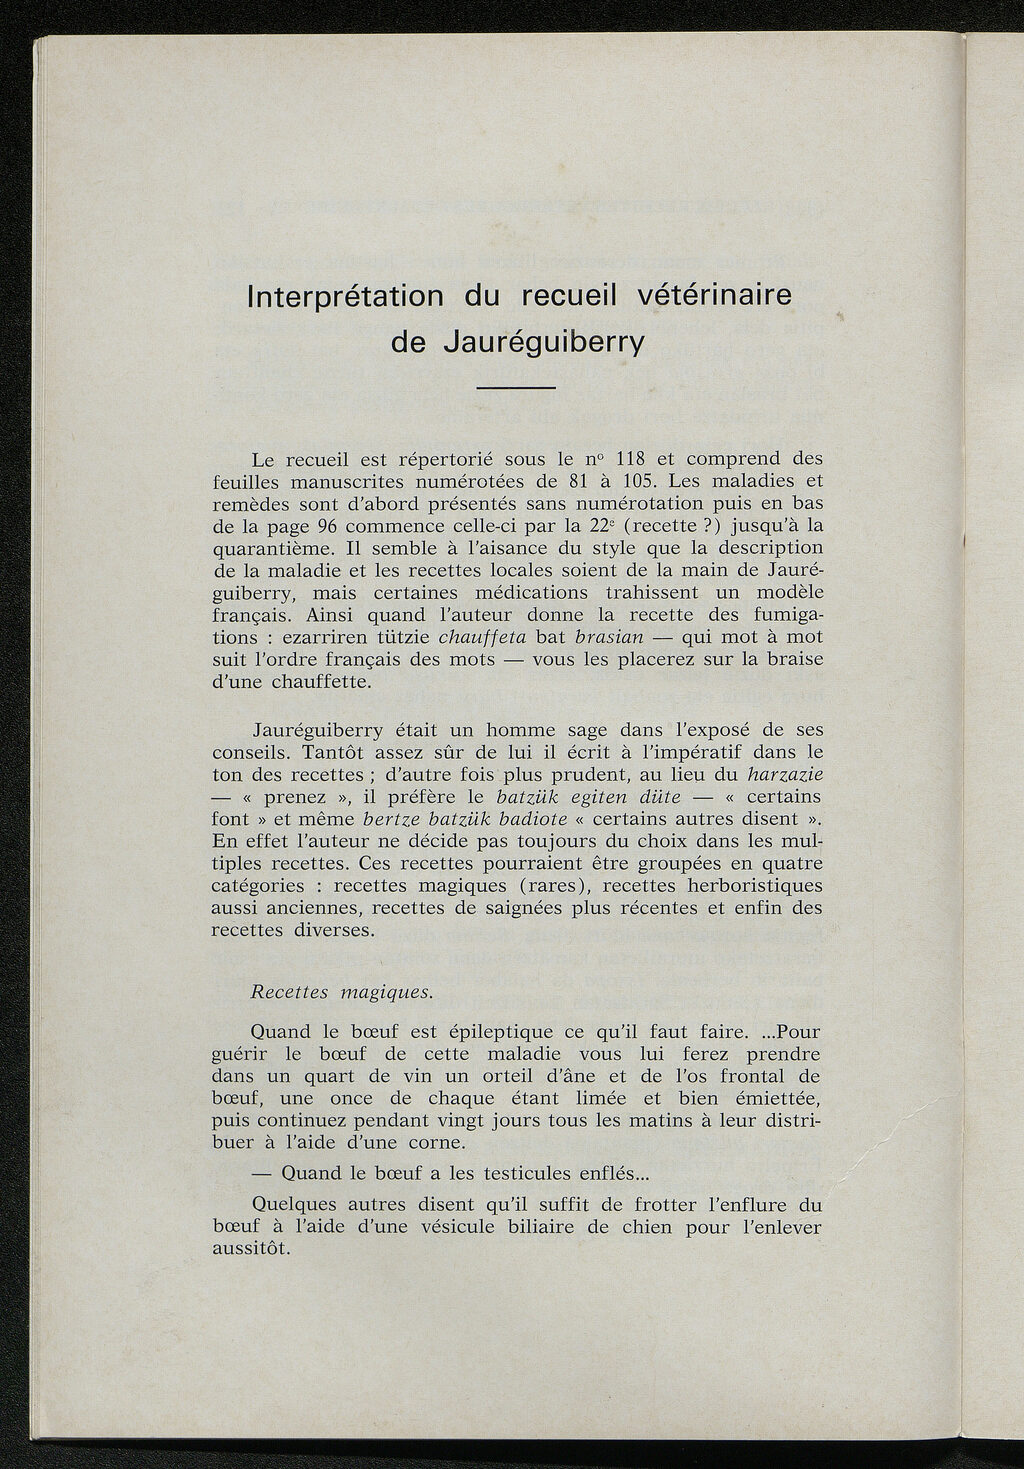 Interprétation du recueil vétérinaire
de Jauréguiberry
Le recueil est répertorié sous le nº 118 et comprend des
feuilles manuscrites numérotées de 81 à 105. Les maladies et
remèdes sont d'abord présentés sans numérotation puis en bas
de la page 96 commence celle-ci par la 22e (recette ?) jusqu'à la
quarantième. Il semble à l'aisance du style que la description
de la maladie et les recettes locales soient de la main de Jauré-
guiberry, mais certaines médications trahissent un modèle
français. Ainsi quand l'auteur donne la recette des fumiga-
tions : ezarriren tützie chauffeta bat brasian — qui mot à mot
suit l'ordre français des mots — vous les placerez sur la braise
d'une chauffette.
Jauréguiberry était un homme sage dans l'exposé de ses
conseils. Tantôt assez sûr de lui il écrit à l'impératif dans le
ton des recettes ; d'autre fois plus prudent, au lieu du harzazie
— « prenez », il préfère le batzük egiten düte — « certains
font » et même bertze batzük badiote « certains autres disent ».
En effet l'auteur ne décide pas toujours du choix dans les mul-
tiples recettes. Ces recettes pourraient être groupées en quatre
catégories : recettes magiques (rares), recettes herboristiques
aussi anciennes, recettes de saignées plus récentes et enfin des
recettes diverses.
Recettes magiques.
Quand le bœuf est épileptique ce qu'il faut faire. ...Pour
guérir le bœuf de cette maladie vous lui ferez prendre
dans un quart de vin un orteil d'âne et de l'os frontal de
bœuf, une once de chaque étant limée et bien émiettée,
puis continuez pendant vingt jours tous les matins à leur distri-
buer à l'aide d'une corne.
— Quand le bœuf a les testicules enflés...
Quelques autres disent qu'il suffit de frotter l'enflure du
bœuf à l'aide d'une vésicule biliaire de chien pour l'enlever
aussitôt.